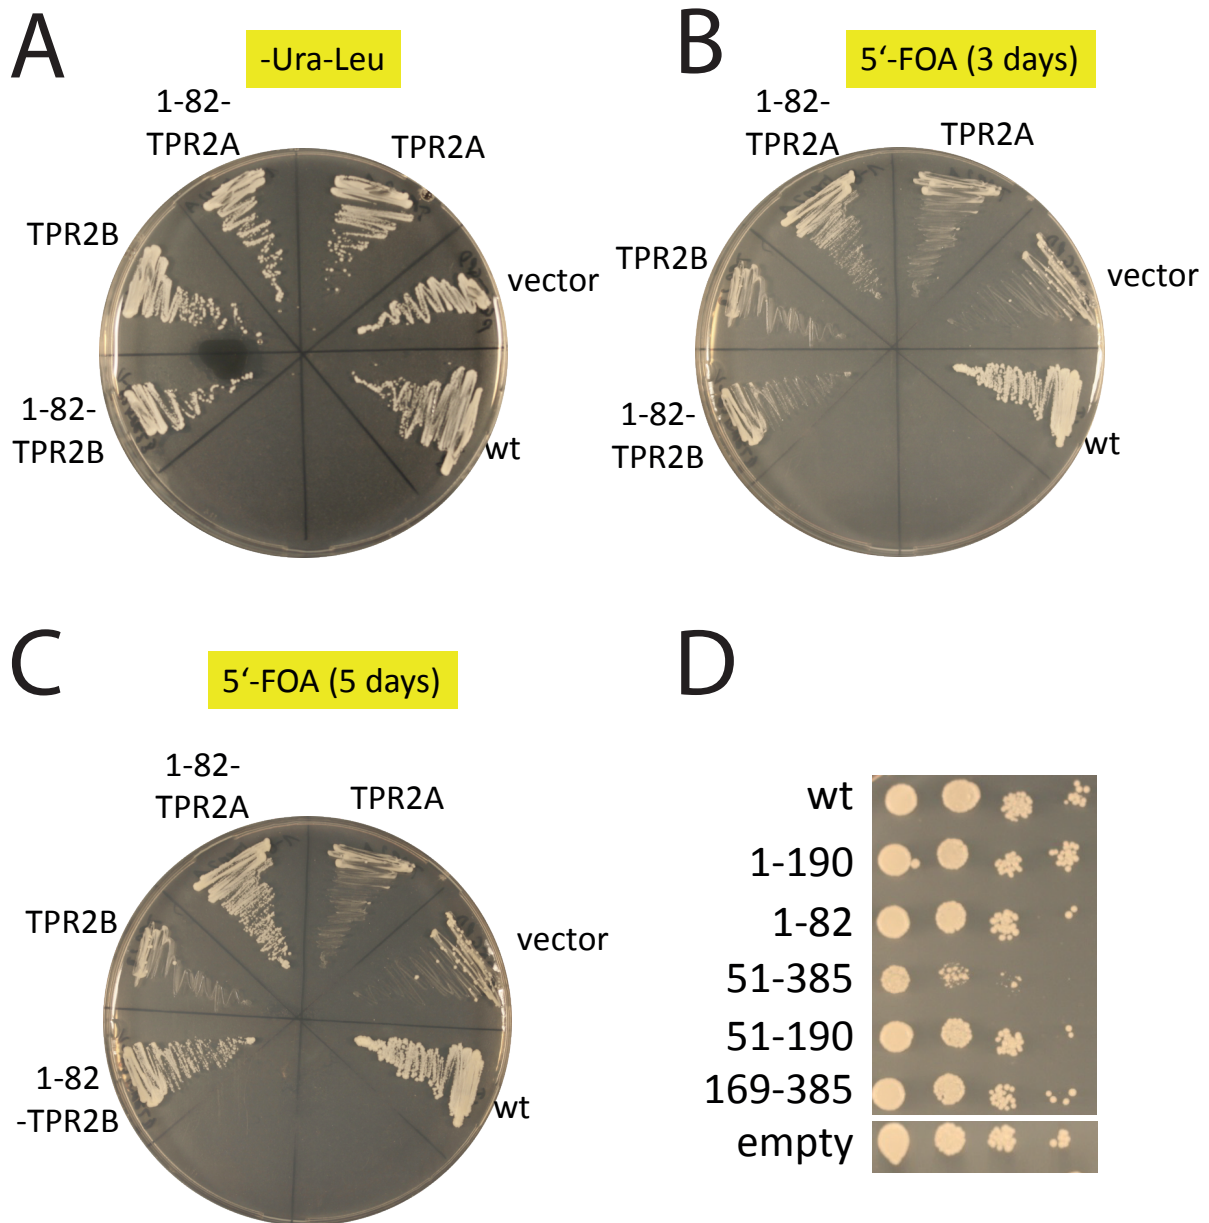 A
-Ura-Leu
1-82-
TPR2A
TPR2A
TPR2B
vector
1-82-
TPR2B
wt
B
5‘-FOA (3 days)
1-82-
TPR2A
TPR2A
TPR2B
vector
1-82-
TPR2B
wt
C
5‘-FOA (5 days)
1-82-
TPR2A
TPR2A
TPR2B
vector
1-82
-TPR2B
wt
D
wt
1-190
1-82
51-385
51-190
169-385
empty